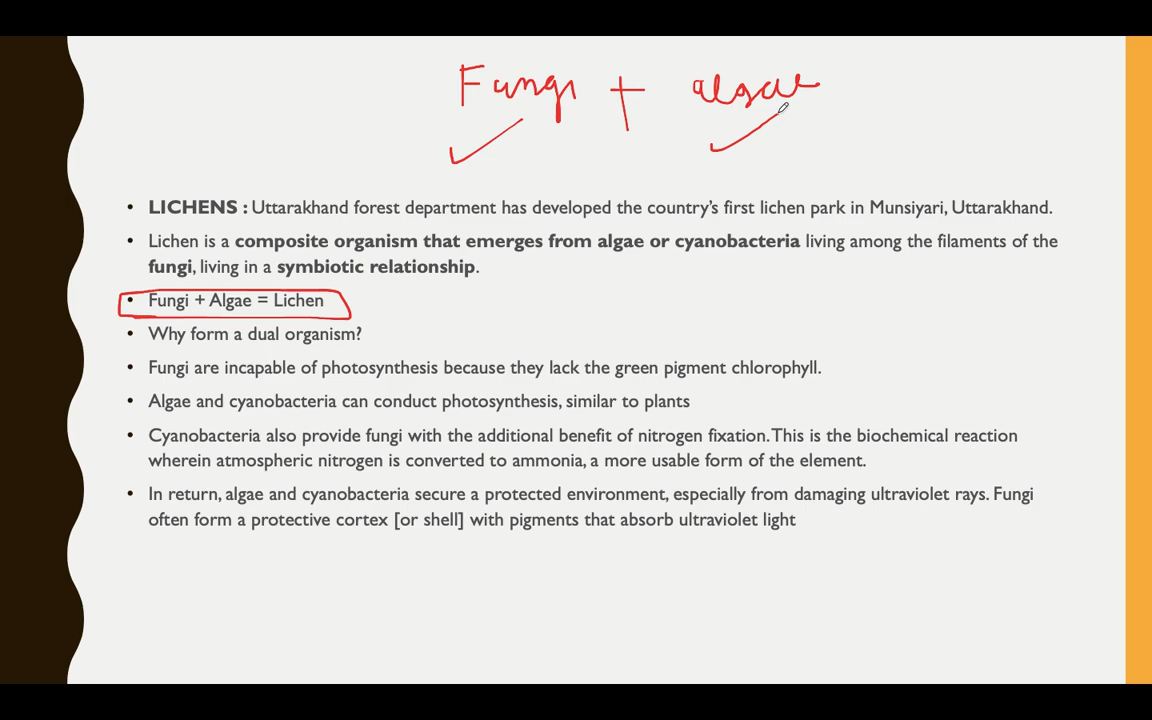 Fungi + algae
• LICHENS : Uttarakhand forest department has developed the country's first lichen park in Munsiyari, Uttarakhand.
• Lichen is a composite organism that emerges from algae or cyanobacteria living among the filaments of the
fungi, living in a symbiotic relationship.
• Fungi + Algae = Lichen
• Why form a dual organism?
• Fungi are incapable of photosynthesis because they lack the green pigment chlorophyll.
• Algae and cyanobacteria can conduct photosynthesis, similar to plants
• Cyanobacteria also provide fungi with the additional benefit of nitrogen fixation. This is the biochemical reaction
wherein atmospheric nitrogen is converted to ammonia, a more usable form of the element.
• In return, algae and cyanobacteria secure a protected environment, especially from damaging ultraviolet rays. Fungi
often form a protective cortex [or shell] with pigments that absorb ultraviolet light